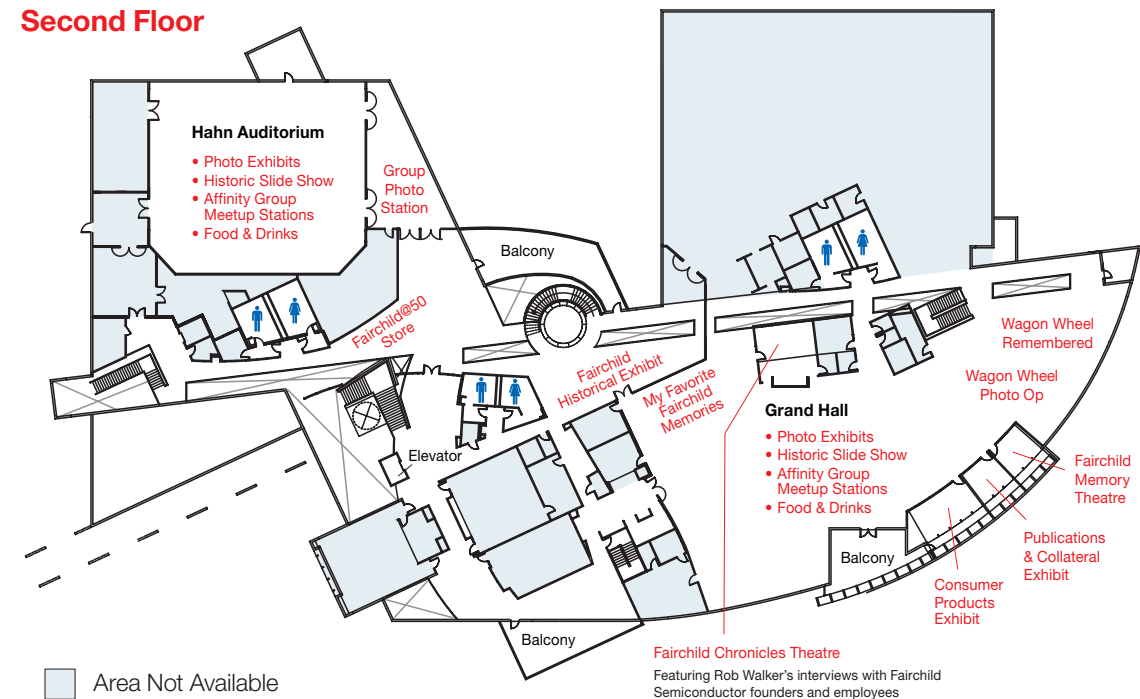 Second Floor
Hahn Auditorium
• Photo Exhibits
• Historic Slide Show
• Affinity Group
Meetup Stations
• Food & Drinks
Group
Photo
Station
Balcony
Fairchild@50
Store
Fairchild
Historical Exhibit
My Favorite
Fairchild
Memories
Elevator
Wagon Wheel
Remembered
Wagon Wheel
Photo Op
Grand Hall
• Photo Exhibits
• Historic Slide Show
• Affinity Group
Meetup Stations
• Food & Drinks
Fairchild
Memory
Theatre
Publications
& Collateral
Exhibit
Balcony
Consumer
Products
Exhibit
Balcony
Fairchild Chronicles Theatre
Featuring Rob Walker's interviews with Fairchild
Semiconductor founders and employees
Area Not Available